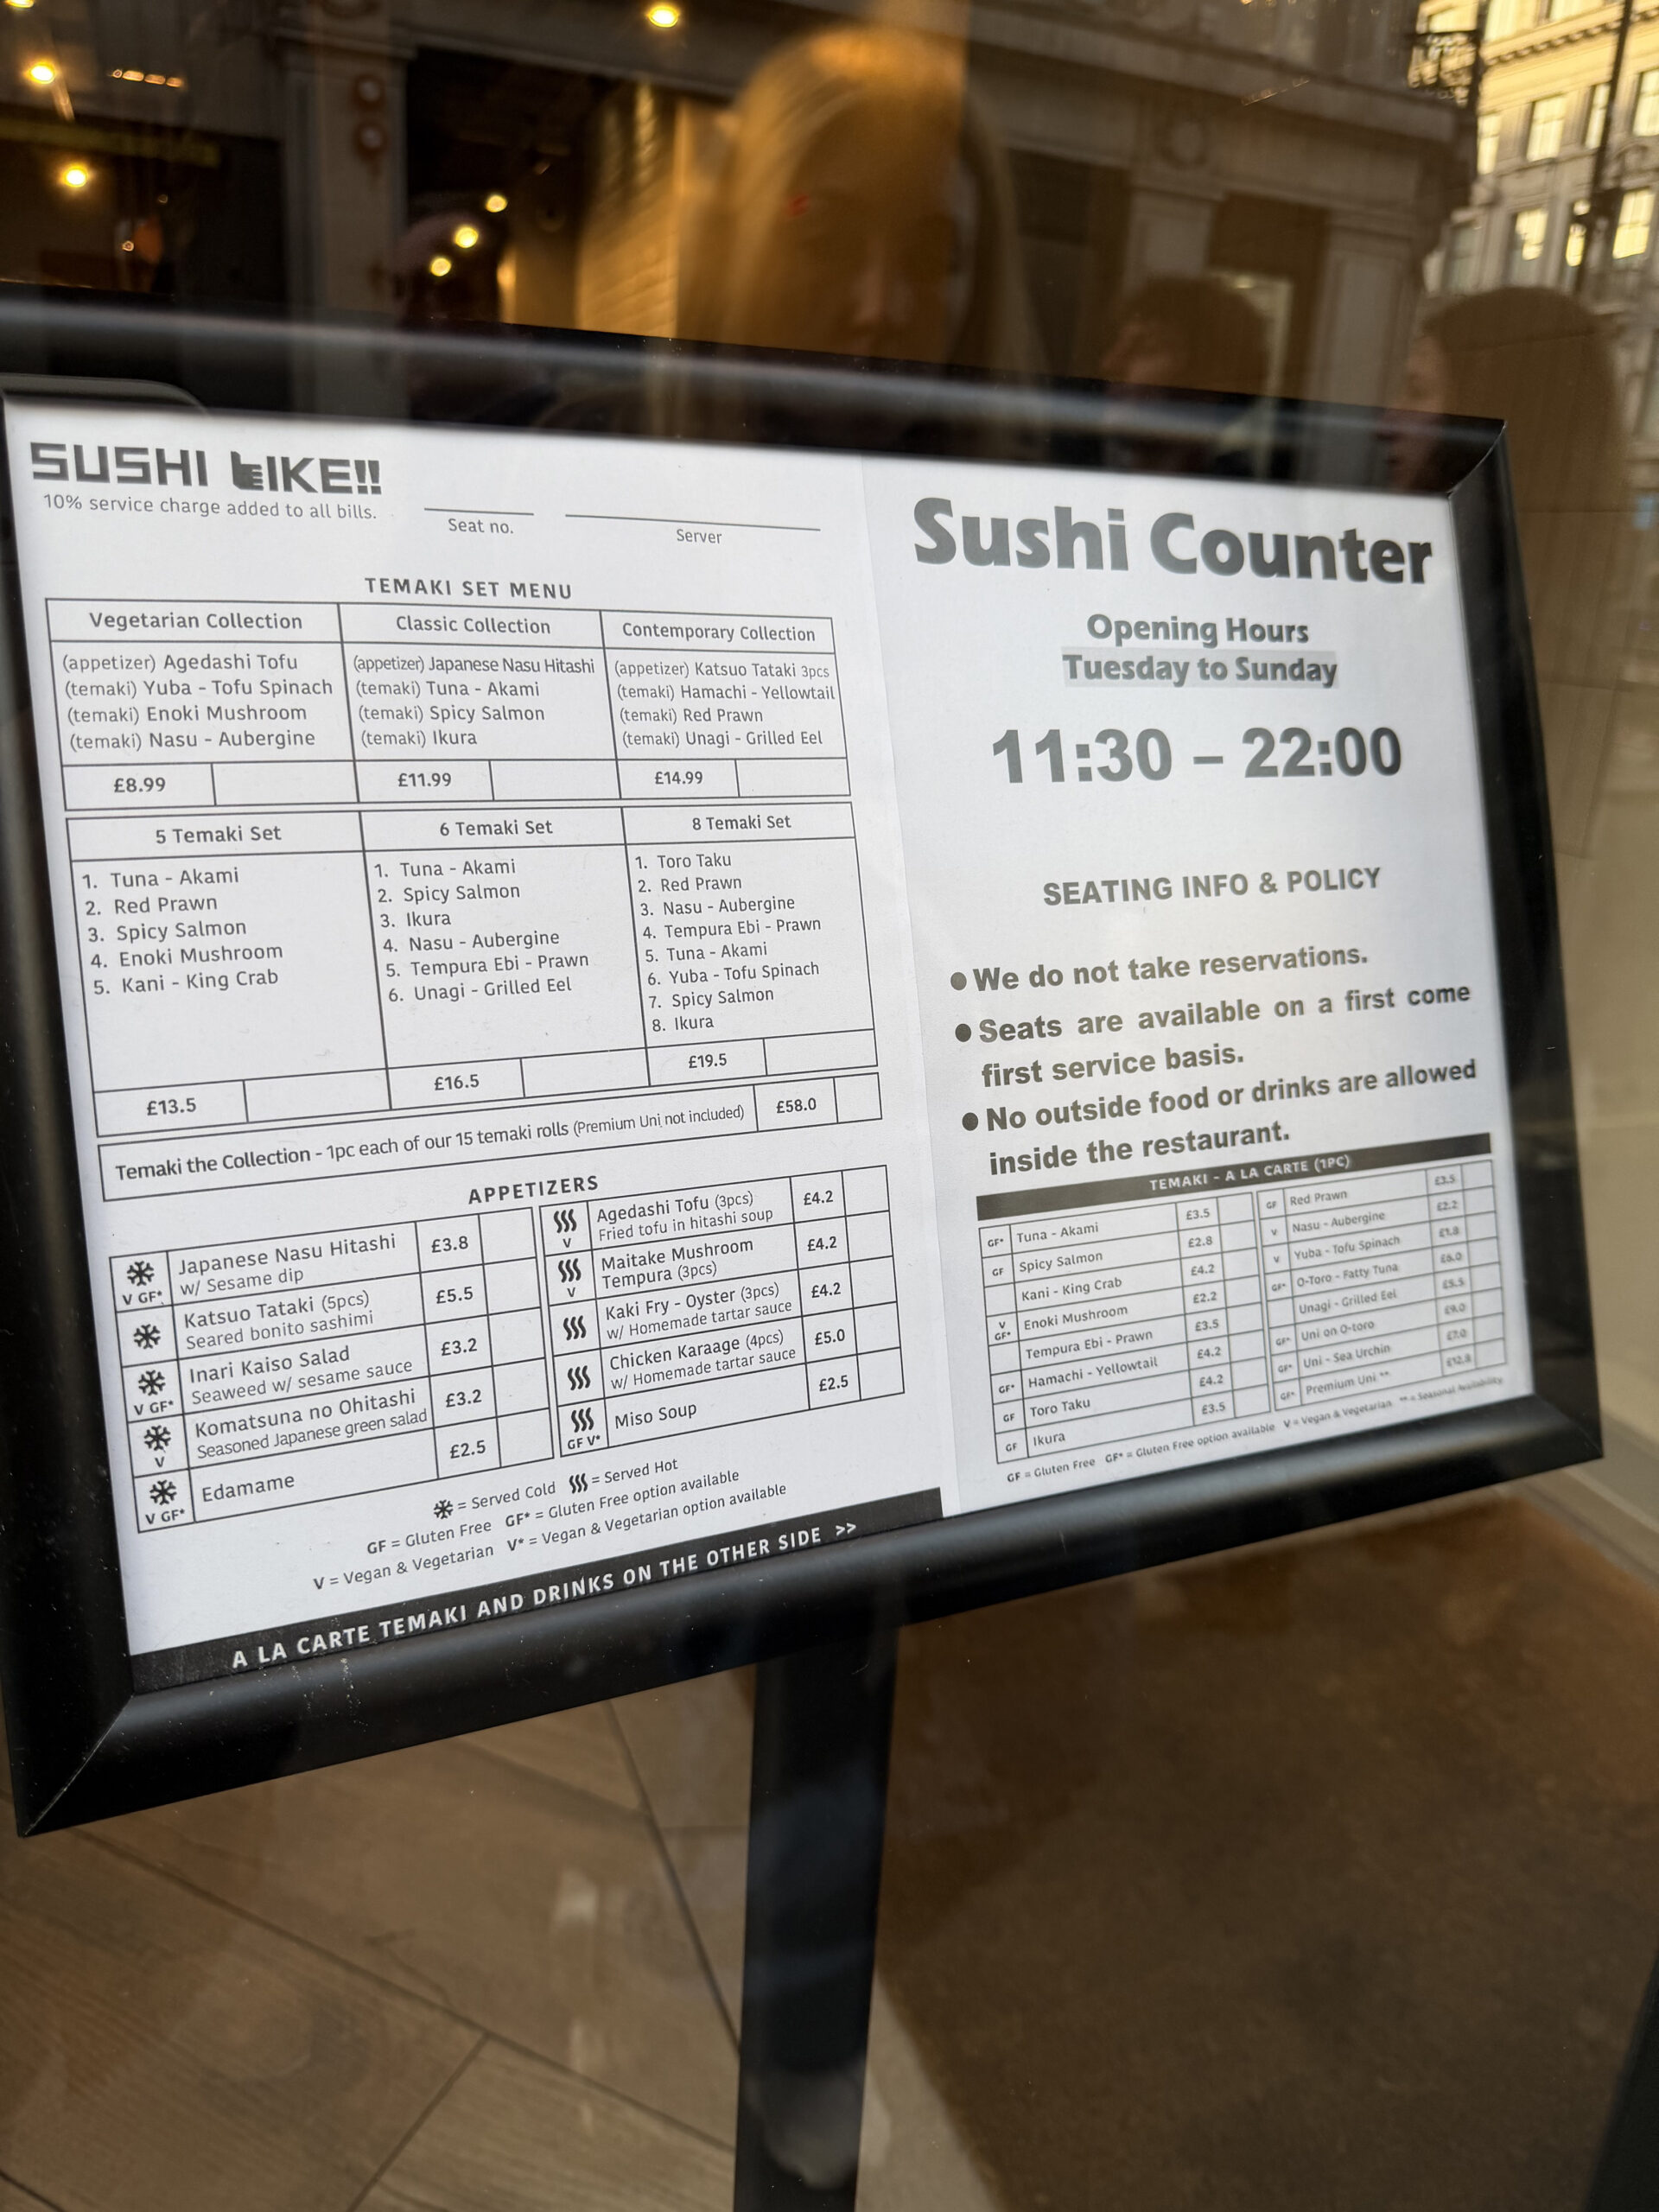 SUSHI LIKE!!
10% service charge added to all bills.
Seat no.
Server
TEMAKI SET MENU
Vegetarian Collection
(appetizer) Agedashi Tofu
(temaki) Yuba - Tofu Spinach
(temaki) Enoki Mushroom
(temaki) Nasu - Aubergine
£8.99
Classic Collection
(appetizer) Japanese Nasu Hitashi
(temaki) Tuna - Akami
(temaki) Spicy Salmon
(temaki) Ikura
£11.99
Contemporary Collection
(appetizer) Katsuo Tataki 3pcs
(temaki) Hamachi - Yellowtail
(temaki) Red Prawn
(temaki) Unagi - Grilled Eel
£14.99
5 Temaki Set
1. Tuna - Akami
2. Red Prawn
3. Spicy Salmon
4. Enoki Mushroom
5. Kani - King Crab
£13.5
6 Temaki Set
1. Tuna - Akami
2. Spicy Salmon
3. Ikura
4. Nasu - Aubergine
5. Tempura Ebi - Prawn
6. Unagi - Grilled Eel
£16.5
8 Temaki Set
1. Toro Taku
2. Red Prawn
3. Nasu - Aubergine
4. Tempura Ebi - Prawn
5. Tuna - Akami
6. Yuba - Tofu Spinach
7. Spicy Salmon
8. Ikura
£19.5
Temaki the Collection - 1pc each of our 15 temaki rolls (Premium Uni not included) £58.0
APPETIZERS
V GF* Japanese Nasu Hitashi £3.8
w/ Sesame dip
Katsuo Tataki (5pcs) £5.5
Seared bonito sashimi
V GF* Inari Kaiso Salad £3.2
Seaweed w/ sesame sauce
V Komatsuna no Ohitashi £3.2
Seasoned Japanese green salad
V GF* Edamame £2.5
V Agedashi Tofu (3pcs) £4.2
Fried tofu in hitashi soup
V Maitake Mushroom £4.2
Tempura (3pcs)
Kaki Fry - Oyster (3pcs) £4.2
w/ Homemade tartar sauce
Chicken Karaage (4pcs) £5.0
w/ Homemade tartar sauce
GF V* Miso Soup £2.5
= Served Cold = Served Hot
GF = Gluten Free GF* = Gluten Free option available
V = Vegan & Vegetarian V* = Vegan & Vegetarian option available
A LA CARTE TEMAKI AND DRINKS ON THE OTHER SIDE >>
Sushi Counter
Opening Hours
Tuesday to Sunday
11:30 – 22:00
SEATING INFO & POLICY
● We do not take reservations.
● Seats are available on a first come
first service basis.
● No outside food or drinks are allowed
inside the restaurant.
TEMAKI - A LA CARTE (1PC)
GF* Tuna - Akami £3.5
GF Spicy Salmon £2.8
Kani - King Crab £4.2
V GF* Enoki Mushroom £2.2
Tempura Ebi - Prawn £3.5
GF* Hamachi - Yellowtail £4.2
GF Toro Taku £4.2
GF Ikura £3.5
GF Red Prawn £3.5
V Nasu - Aubergine £2.2
V Yuba - Tofu Spinach £1.8
GF* O-Toro - Fatty Tuna £6.0
Unagi - Grilled Eel £5.5
GF* Uni on O-toro £9.0
GF* Uni - Sea Urchin £7.0
GF* Premium Uni ** £12.8
GF = Gluten Free GF* = Gluten Free option available V = Vegan & Vegetarian ** = Seasonal Availability